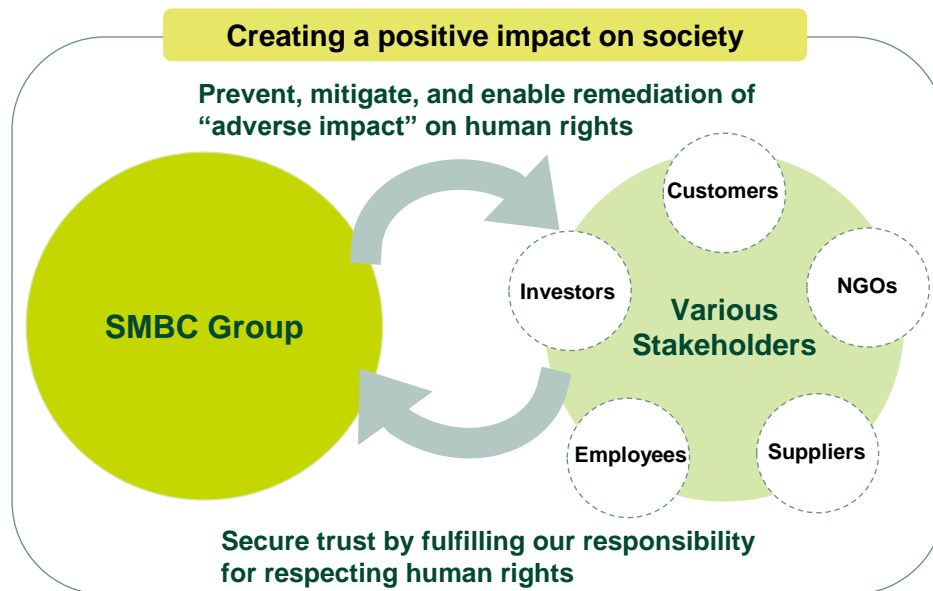 Creating a positive impact on society
Prevent, mitigate, and enable remediation of
“adverse impact” on human rights
SMBC Group
Customers
Investors
NGOs
Various
Stakeholders
Employees
Suppliers
Secure trust by fulfilling our responsibility
for respecting human rights